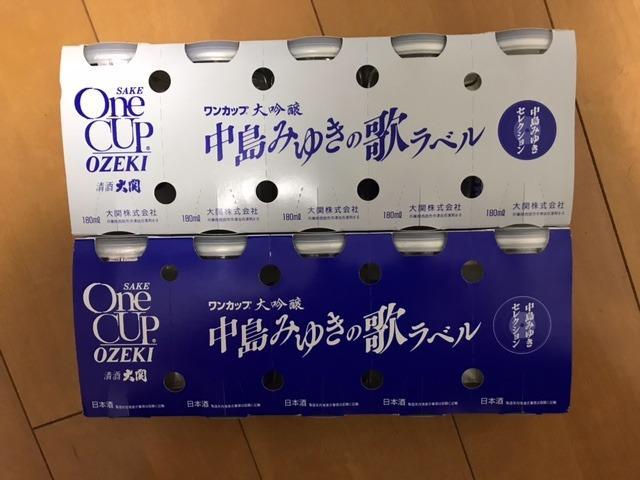 SAKE
One
CUP®
OZEKI
清酒 大関
ワンカップ® 大吟醸
中島みゆきの歌ラベル
中島みゆき
セレクション
180mℓ
大関株式会社
180mℓ
大関株式会社
180mℓ
大関株式会社
180mℓ
大関株式会社
180mℓ
大関株式会社
SAKE
One
CUP®
OZEKI
清酒 大関
ワンカップ® 大吟醸
中島みゆきの歌ラベル
中島みゆき
セレクション
日本酒
日本酒
日本酒
日本酒
日本酒